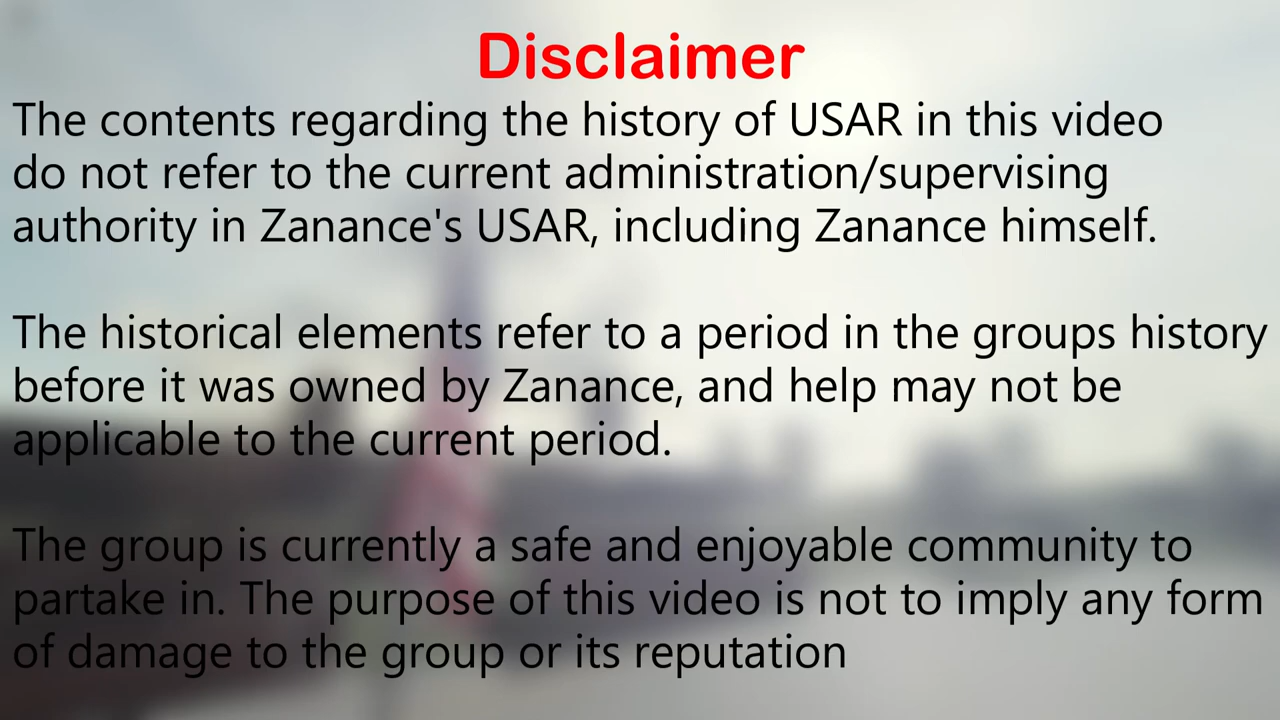 Disclaimer
The contents regarding the history of USAR in this video
do not refer to the current administration/supervising
authority in Zanance's USAR, including Zanance himself.
The historical elements refer to a period in the groups history
before it was owned by Zanance, and help may not be
applicable to the current period.
The group is currently a safe and enjoyable community to
partake in. The purpose of this video is not to imply any form
of damage to the group or its reputation